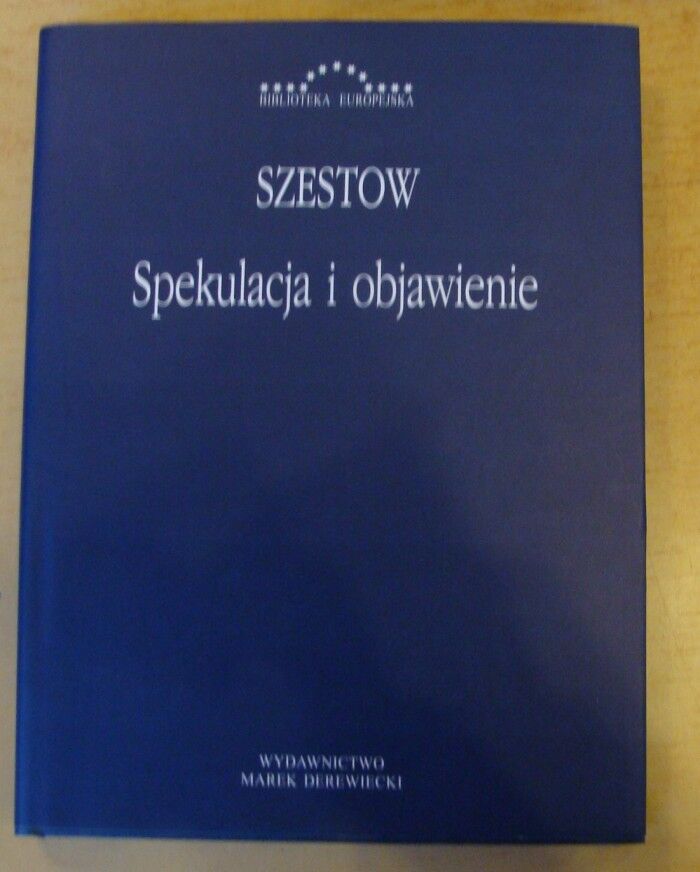 BIBLIOTEKA EUROPEJSKA
SZESTOW
Spekulacja i objawienie
WYDAWNICTWO
MAREK DEREWIECKI